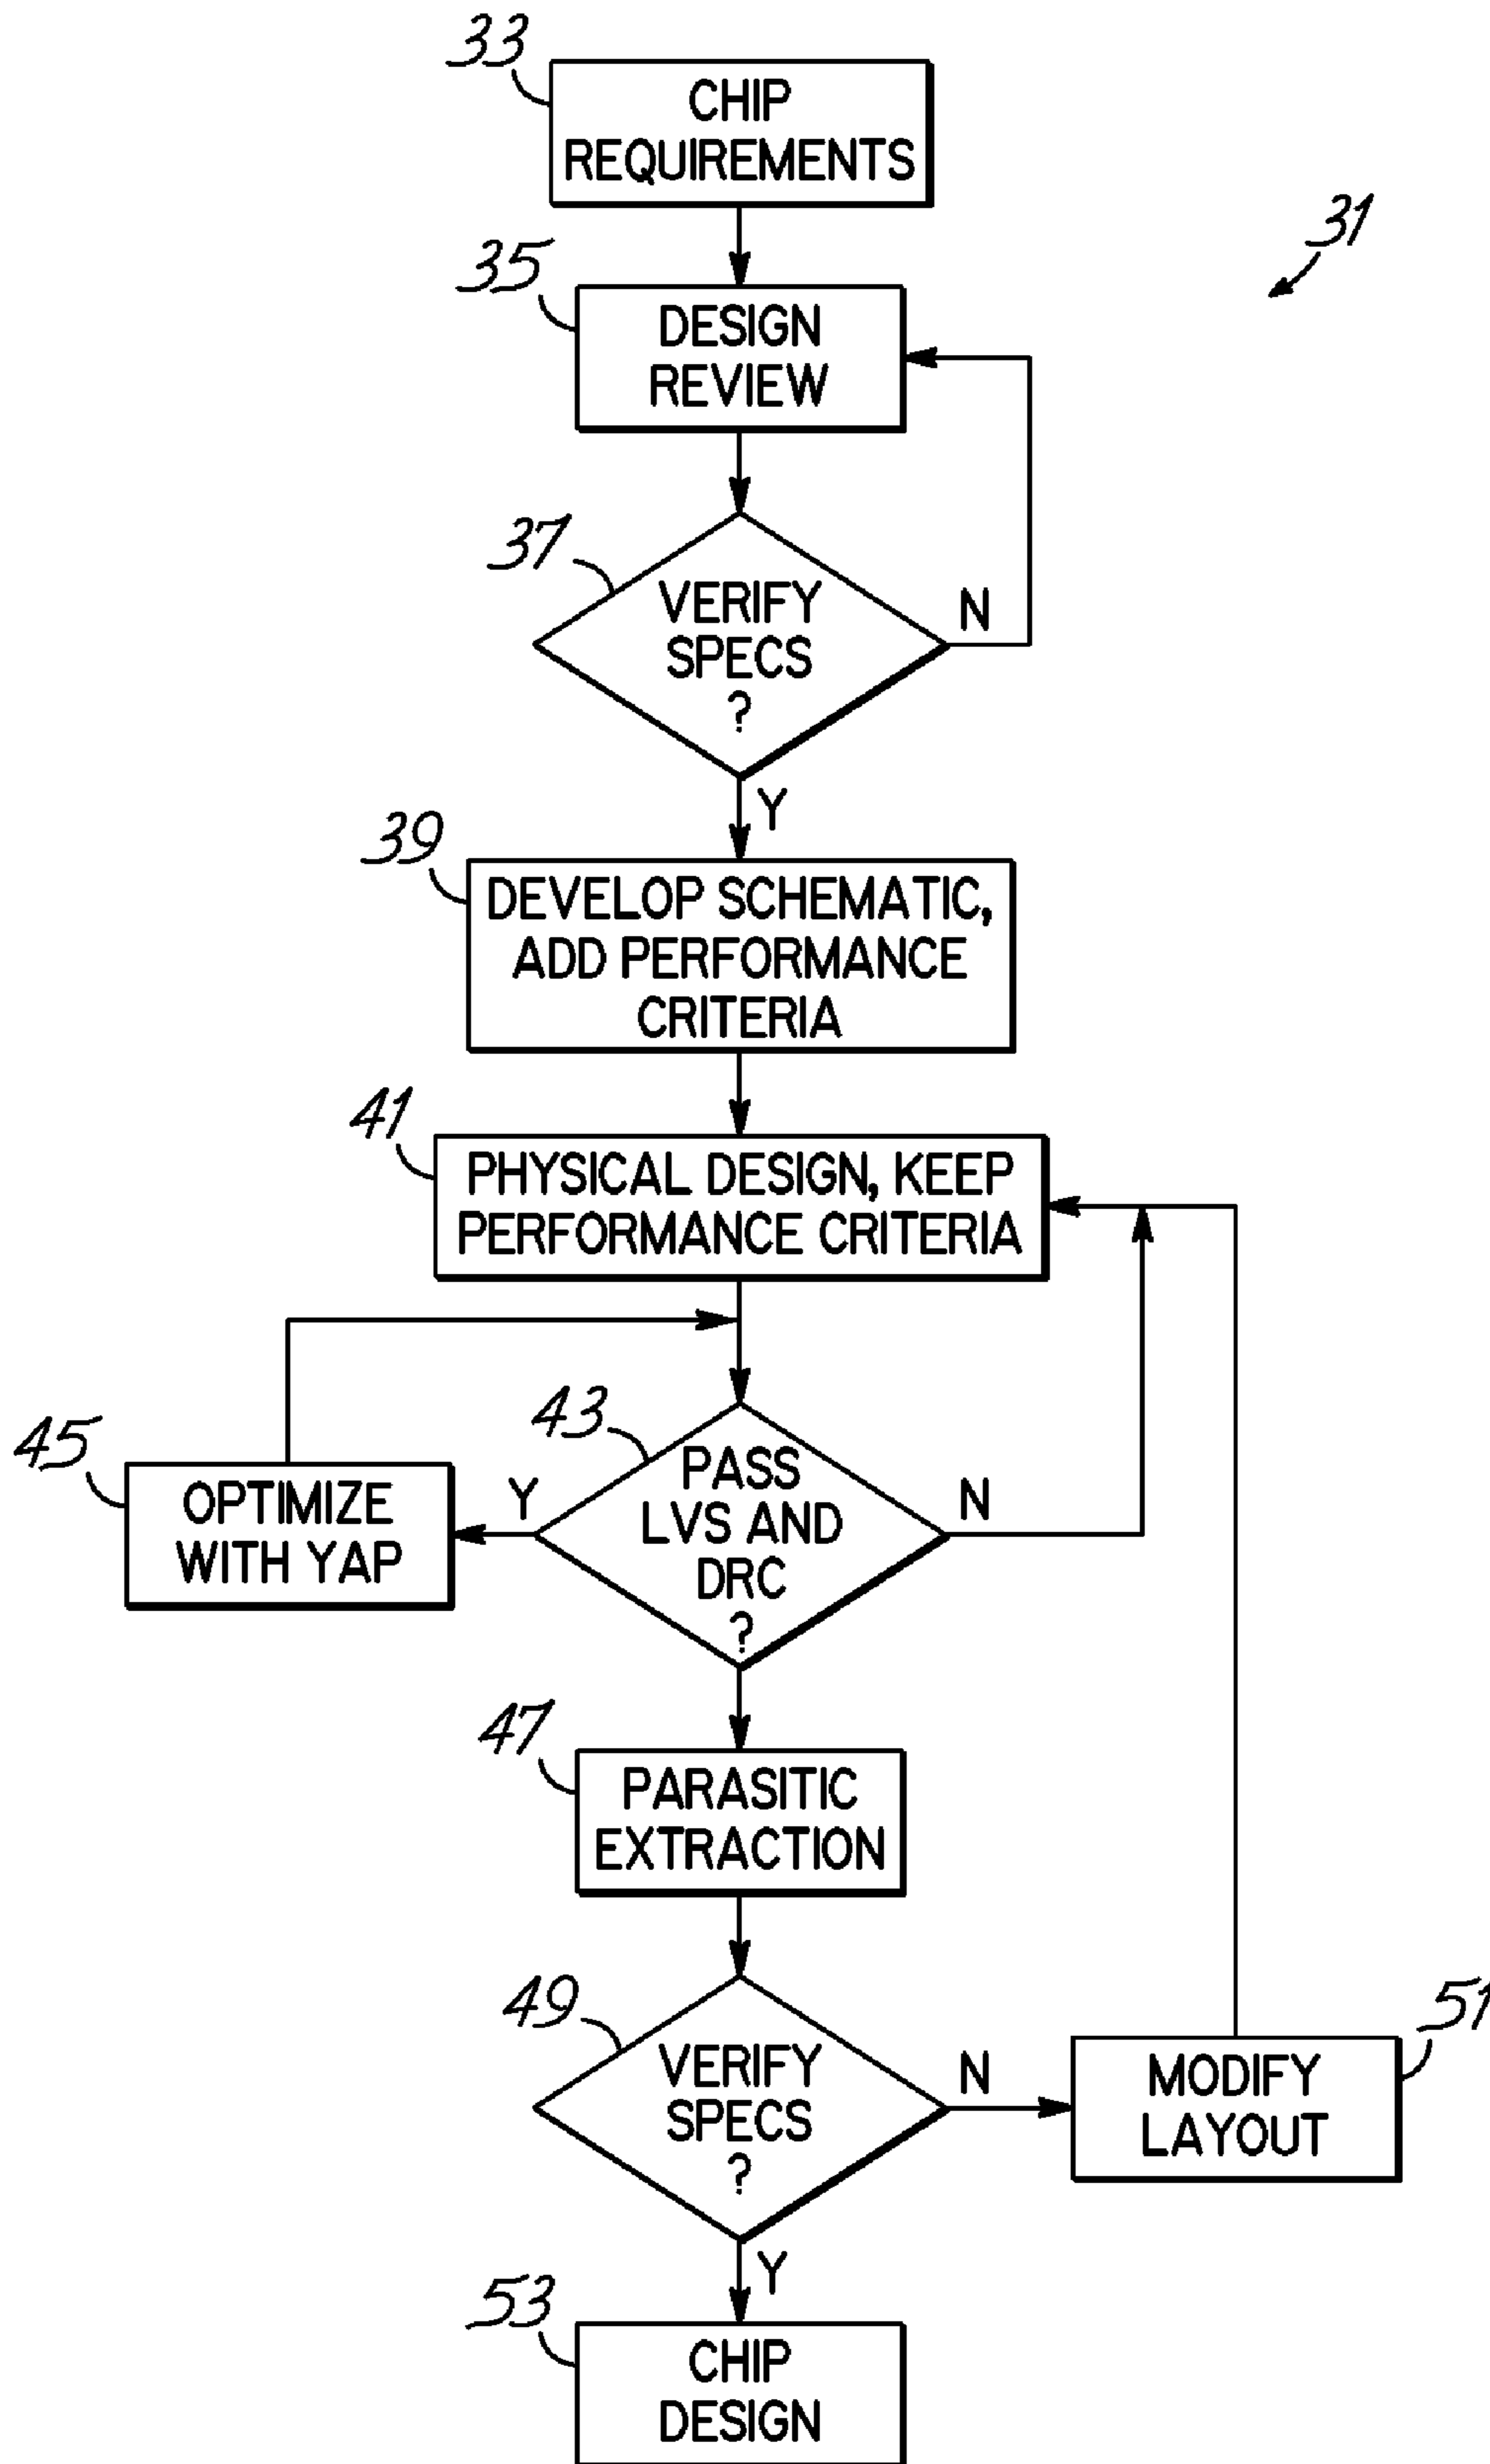 33
CHIP
REQUIREMENTS
31
35
DESIGN
REVIEW
37
VERIFY
SPECS
?
N
Y
39
DEVELOP SCHEMATIC,
ADD PERFORMANCE
CRITERIA
41
PHYSICAL DESIGN, KEEP
PERFORMANCE CRITERIA
43
PASS
LVS AND
DRC
?
Y
N
45
OPTIMIZE
WITH YAP
47
PARASITIC
EXTRACTION
49
VERIFY
SPECS
?
N
51
MODIFY
LAYOUT
Y
53
CHIP
DESIGN